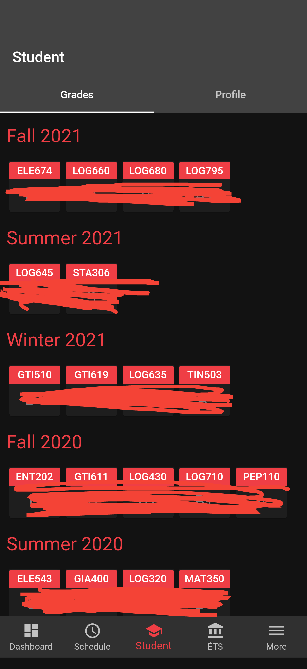 Student
Grades Profile
Fall 2021
ELE674 LOG660 LOG680 LOG795
Summer 2021
LOG645 STA306
Winter 2021
GTI510 GTI619 LOG635 TIN503
Fall 2020
ENT202 GTI611 LOG430 LOG710 PEP110
Summer 2020
ELE543 GIA400 LOG320 MAT350
Dashboard Schedule Student ÉTS More